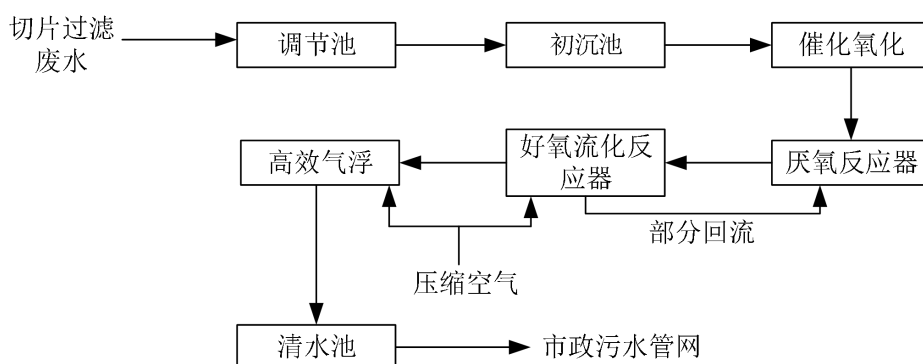 切片过滤
废水
调节池
初沉池
催化氧化
高效气浮
好氧流化反
应器
厌氧反应器
部分回流
压缩空气
清水池
市政污水管网